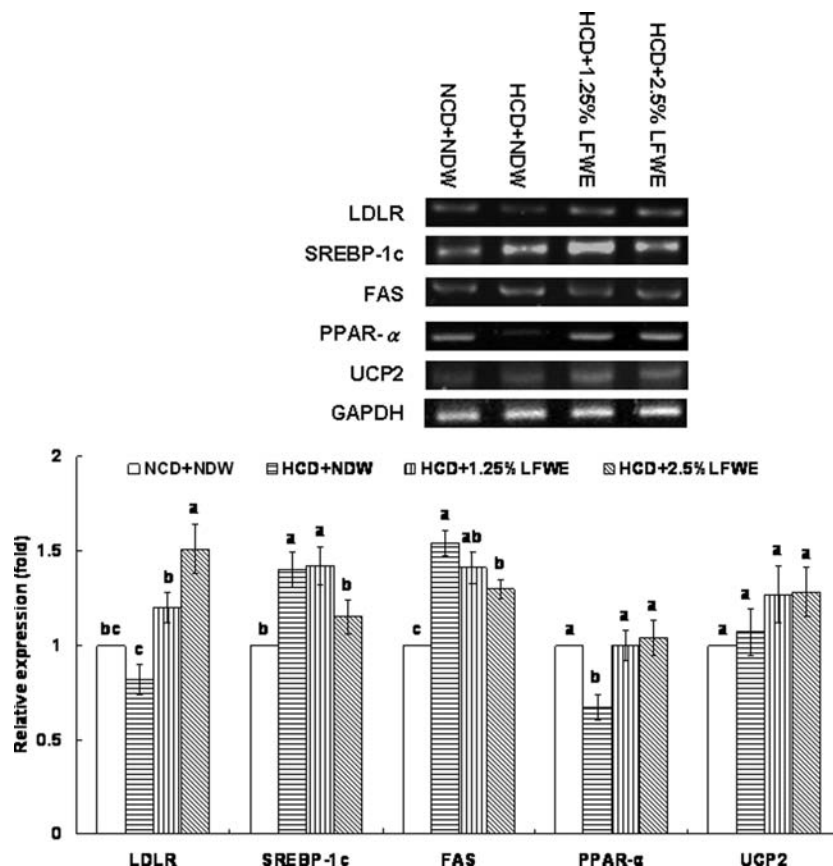 NCD+NDW
HCD+NDW
HCD+1.25% LFWE
HCD+2.5% LFWE
LDLR
SREBP-1c
FAS
PPAR-α
UCP2
GAPDH
NCD+NDW HCD+NDW HCD+1.25% LFWE HCD+2.5% LFWE
Relative expression (fold)
2
1.5
1
0.5
0
bc c b a
b a a b
c a ab b
a b a a
a a a a
LDLR SREBP-1c FAS PPAR-α UCP2